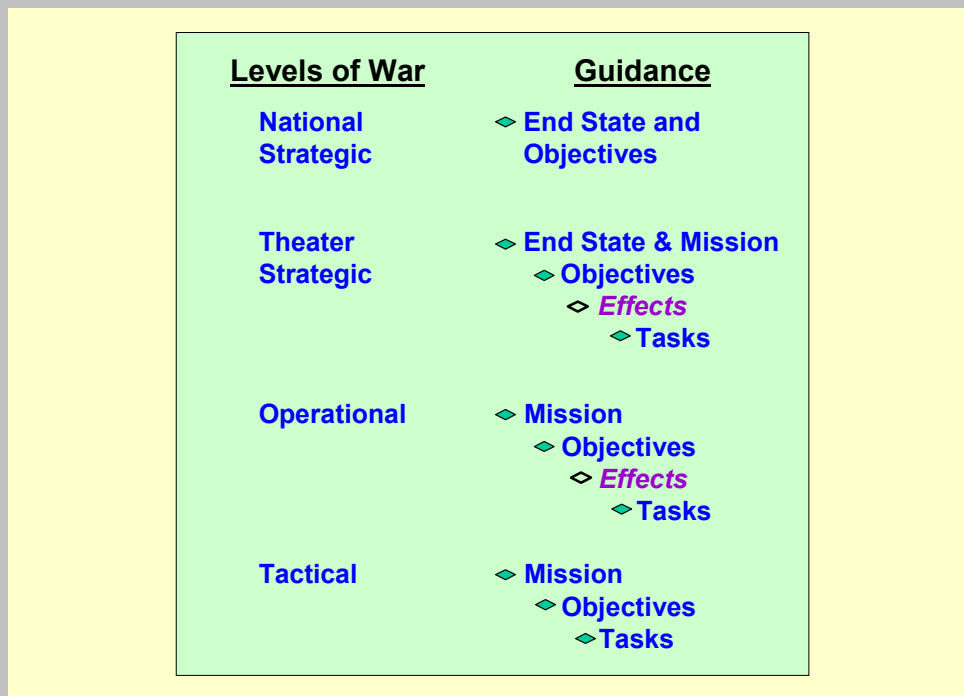 Levels of War Guidance
National End State and
Strategic Objectives
Theater End State & Mission
Strategic Objectives
Effects
Tasks
Operational Mission
Objectives
Effects
Tasks
Tactical Mission
Objectives
Tasks